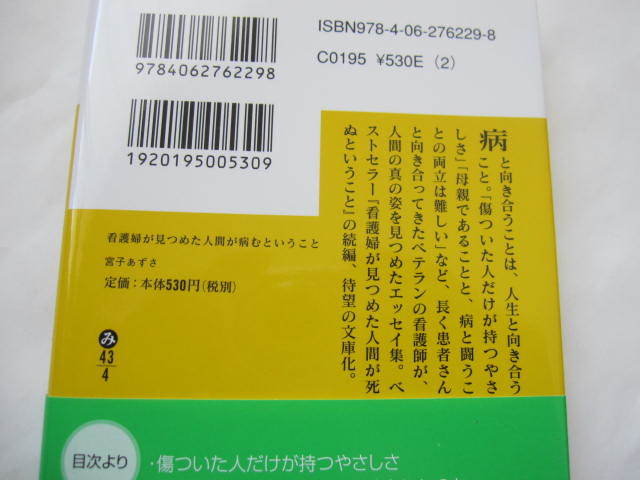 ISBN978-4-06-276229-8
C0195 ¥530E (2)
9784062762298
1920195005309
病と向き合うことは、人生と向き合う
こと。「傷ついた人だけが持つやさ
しさ」「母親であることと、病と闘うこ
との両立は難しい」など、長く患者さん
と向き合ってきたベテランの看護師が、
人間の真の姿を見つめたエッセイ集。ベ
ストセラー『看護婦が見つめた人間が死
ぬということ』の続編、待望の文庫化。
看護婦が見つめた人間が病むということ
宮子あずさ
定価:本体530円(税別)
み
43
4
目次より
・傷ついた人だけが持つやさしさ